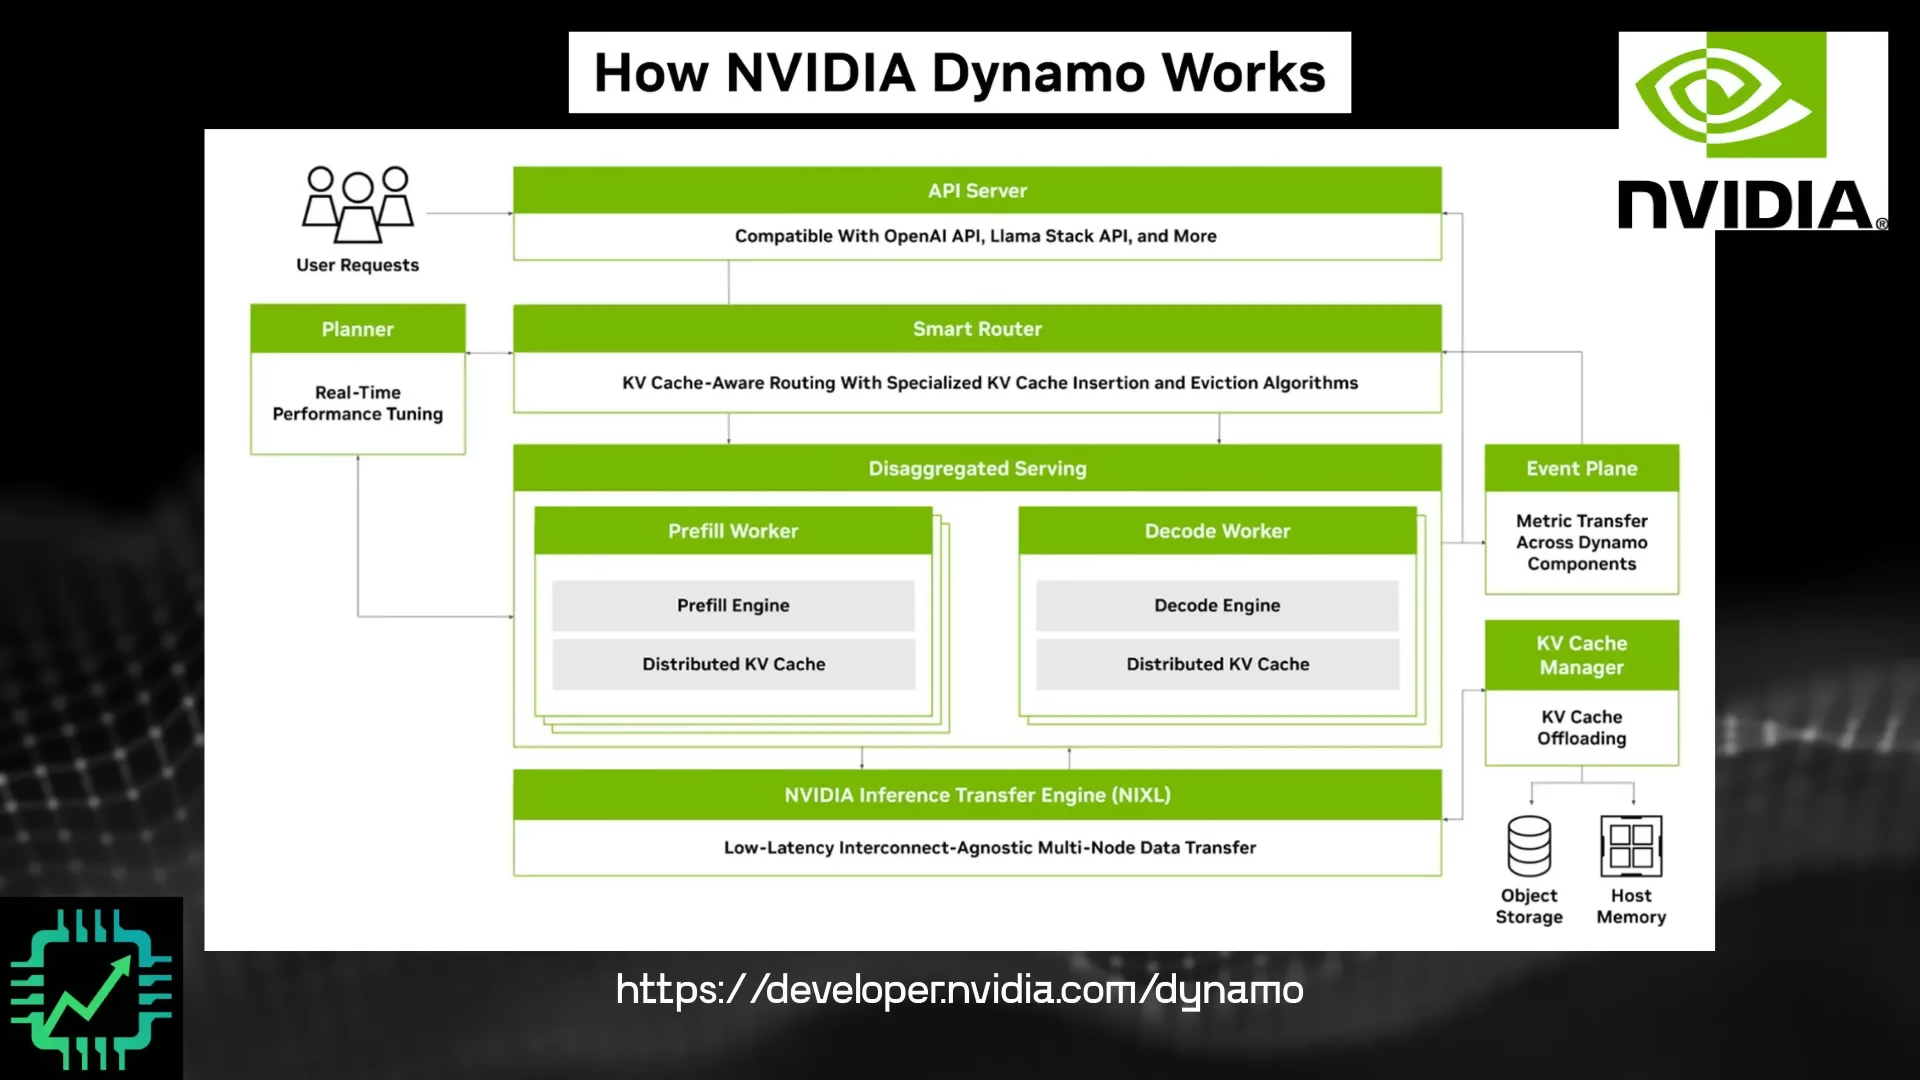 How NVIDIA Dynamo Works
NVIDIA®
User Requests
API Server
Compatible With OpenAI API, Llama Stack API, and More
Planner
Real-Time
Performance Tuning
Smart Router
KV Cache-Aware Routing With Specialized KV Cache Insertion and Eviction Algorithms
Disaggregated Serving
Prefill Worker
Prefill Engine
Distributed KV Cache
Decode Worker
Decode Engine
Distributed KV Cache
Event Plane
Metric Transfer
Across Dynamo
Components
KV Cache
Manager
KV Cache
Offloading
NVIDIA Inference Transfer Engine (NIXL)
Low-Latency Interconnect-Agnostic Multi-Node Data Transfer
Object
Storage
Host
Memory
https://developer.nvidia.com/dynamo